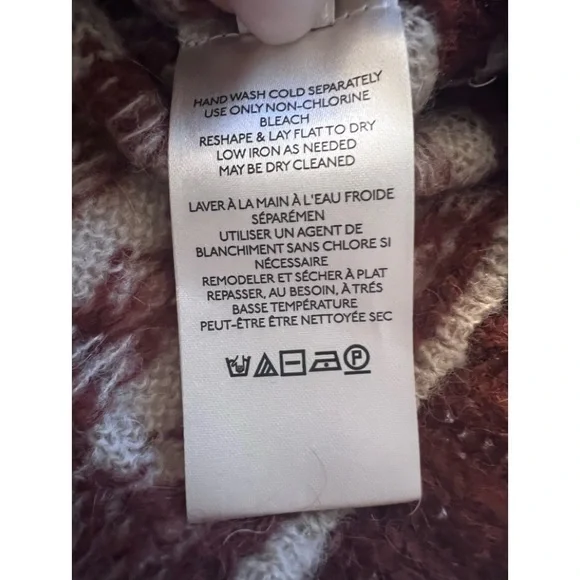 HAND WASH COLD SEPARATELY
USE ONLY NON-CHLORINE
BLEACH
RESHAPE & LAY FLAT TO DRY
LOW IRON AS NEEDED
MAY BE DRY CLEANED
LAVER À LA MAIN À L'EAU FROIDE
SÉPARÉMEN
UTILISER UN AGENT DE
BLANCHIMENT SANS CHLORE SI
NÉCESSAIRE
REMODELER ET SÉCHER À PLAT
REPASSER, AU BESOIN, À TRÉS
BASSE TEMPÉRATURE
PEUT-ÊTRE ÊTRE NETTOYÉE SEC
P